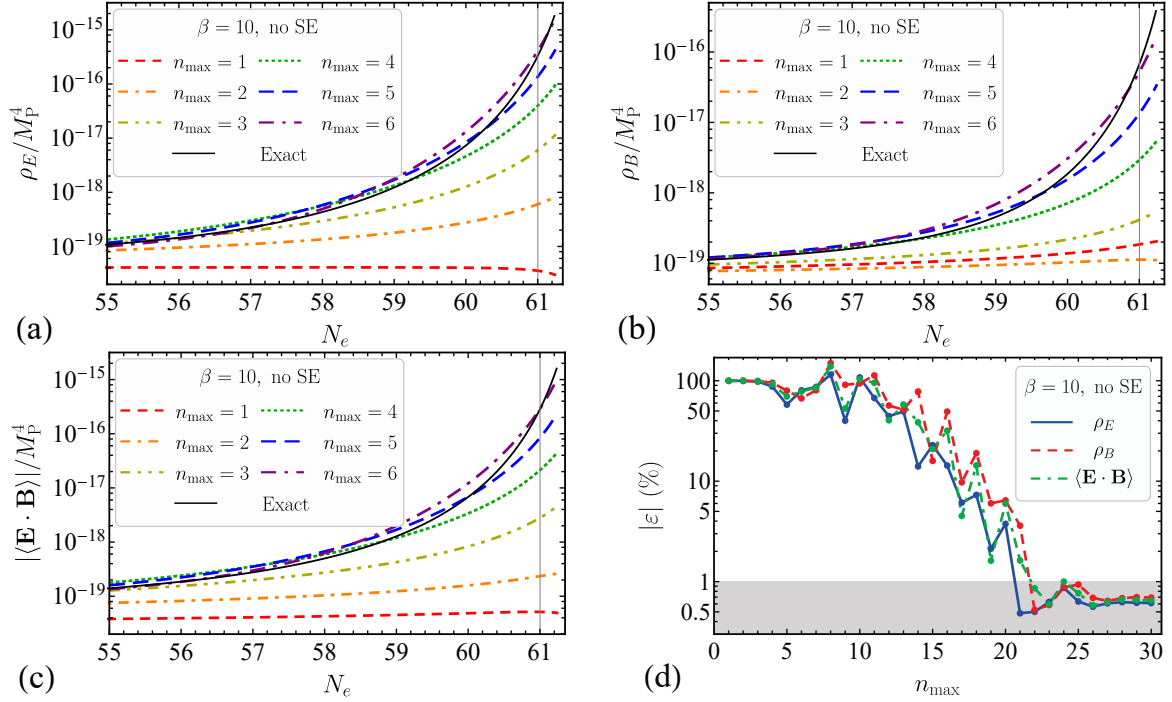 β = 10, no SE
n_max = 1 n_max = 4
n_max = 2 n_max = 5
n_max = 3 n_max = 6
Exact
ρ_E/M_P^4
10^−15
10^−16
10^−17
10^−18
10^−19
55 56 57 58 59 60 61
N_e
(a)
β = 10, no SE
n_max = 1 n_max = 4
n_max = 2 n_max = 5
n_max = 3 n_max = 6
Exact
ρ_B/M_P^4
10^−16
10^−17
10^−18
10^−19
55 56 57 58 59 60 61
N_e
(b)
β = 10, no SE
n_max = 1 n_max = 4
n_max = 2 n_max = 5
n_max = 3 n_max = 6
Exact
|⟨E · B⟩|/M_P^4
10^−15
10^−16
10^−17
10^−18
10^−19
55 56 57 58 59 60 61
N_e
(c)
β = 10, no SE
ρ_E
ρ_B
⟨E · B⟩
|ε| (%)
100
50
10
5
1
0.5
0 5 10 15 20 25 30
n_max
(d)